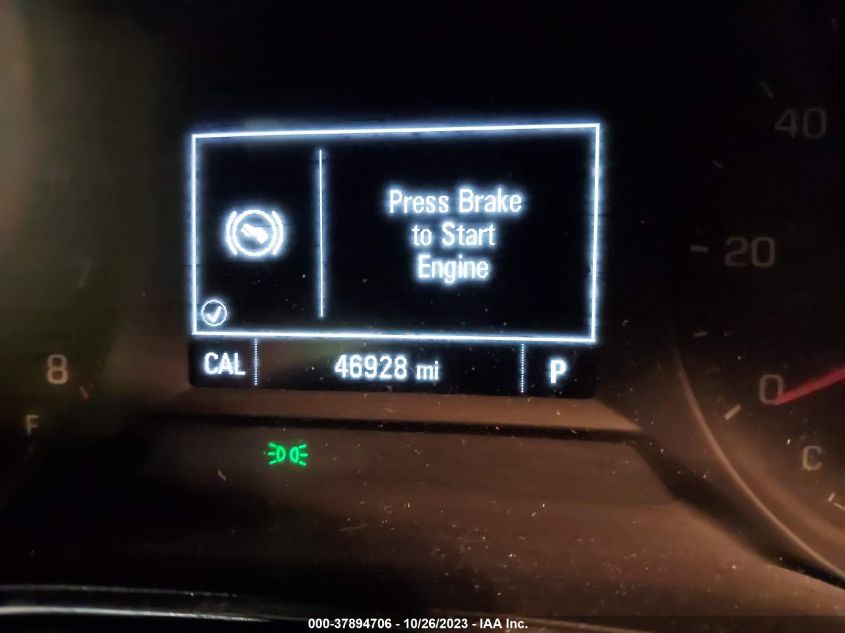 40
Press Brake
to Start
Engine
20
CAL 46928 mi P
8
0
F
C
000-37894706 - 10/26/2023 - IAA Inc.